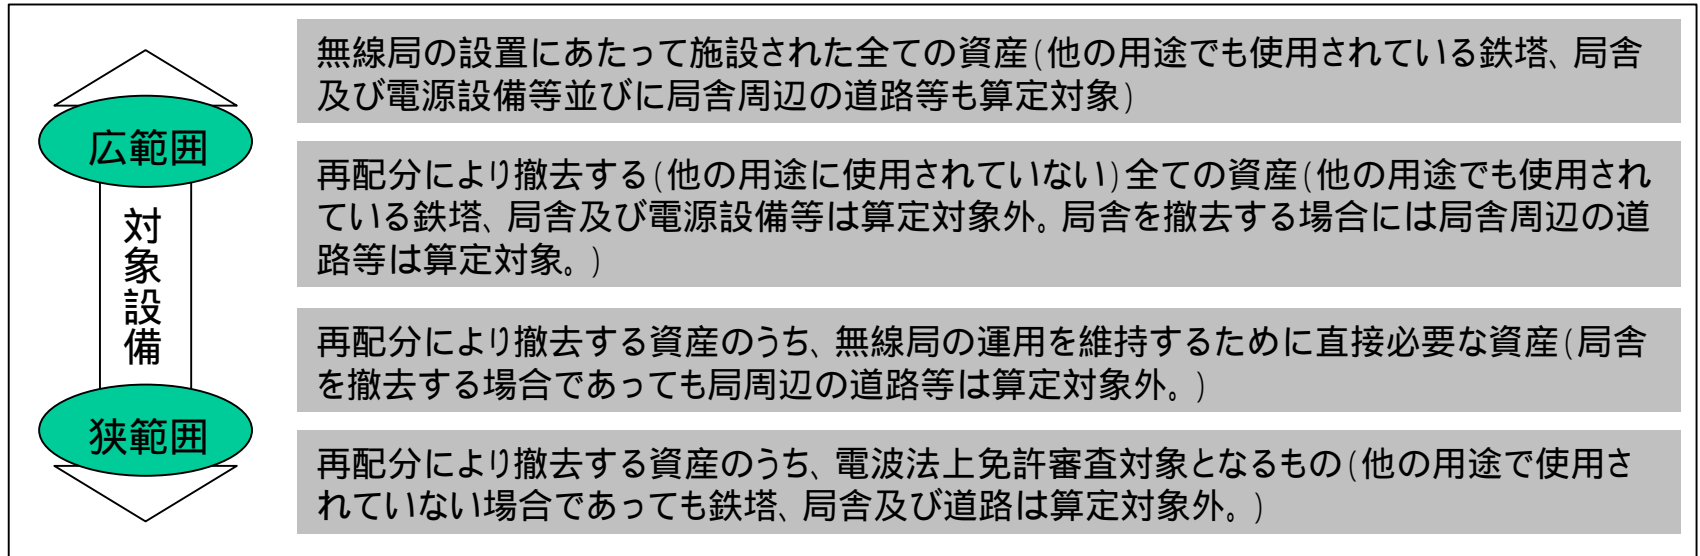 広範囲
対象設備
狭範囲
無線局の設置にあたって施設された全ての資産(他の用途でも使用されている鉄塔、局舎
及び電源設備等並びに局舎周辺の道路等も算定対象)
再配分により撤去する(他の用途に使用されていない)全ての資産(他の用途でも使用され
ている鉄塔、局舎及び電源設備等は算定対象外。局舎を撤去する場合には局舎周辺の道
路等は算定対象。)
再配分により撤去する資産のうち、無線局の運用を維持するために直接必要な資産(局舎
を撤去する場合であっても局周辺の道路等は算定対象外。)
再配分により撤去する資産のうち、電波法上免許審査対象となるもの(他の用途で使用さ
れていない場合であっても鉄塔、局舎及び道路は算定対象外。)